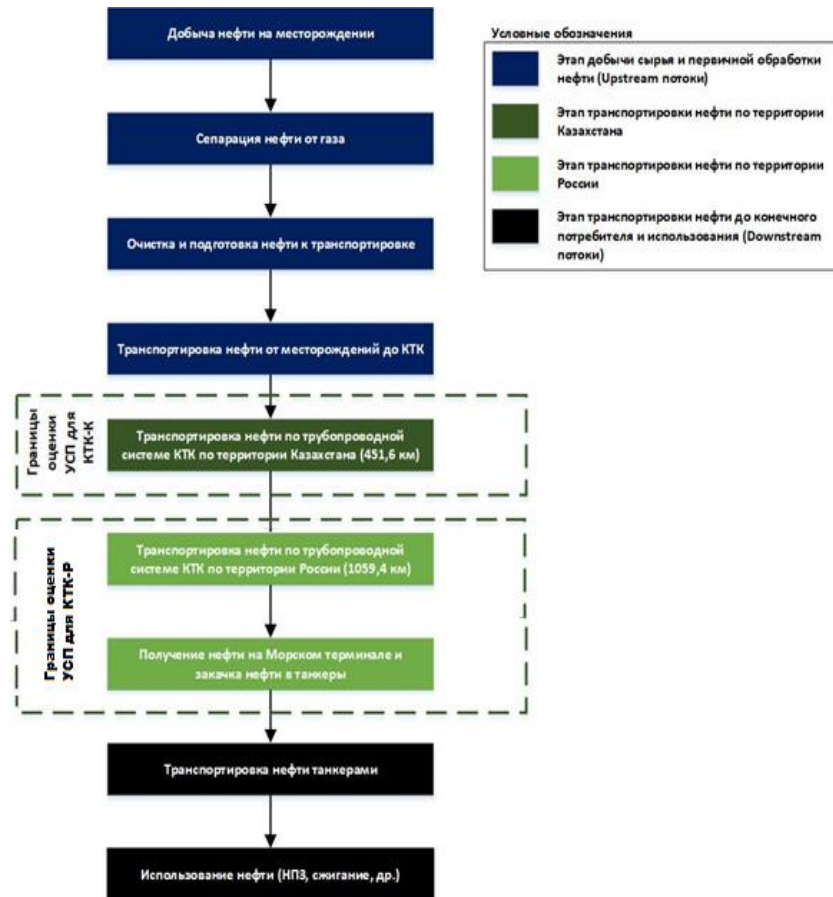 Добыча нефти на месторождении
Сепарация нефти от газа
Очистка и подготовка нефти к транспортировке
Транспортировка нефти от месторождений до КТК
Границы
оценки
УСП для
КТК-К
Транспортировка нефти по трубопроводной
системе КТК по территории Казахстана (451,6 км)
Границы оценки
УСП для КТК-Р
Транспортировка нефти по трубопроводной
системе КТК по территории России (1059,4 км)
Получение нефти на Морском терминале и
закачка нефти в танкеры
Транспортировка нефти танкерами
Использование нефти (НПЗ, сжигание, др.)
Условные обозначения
Этап добычи сырья и первичной обработки
нефти (Upstream потоки)
Этап транспортировки нефти по территории
Казахстана
Этап транспортировки нефти по территории
России
Этап транспортировки нефти до конечного
потребителя и использования (Downstream
потоки)